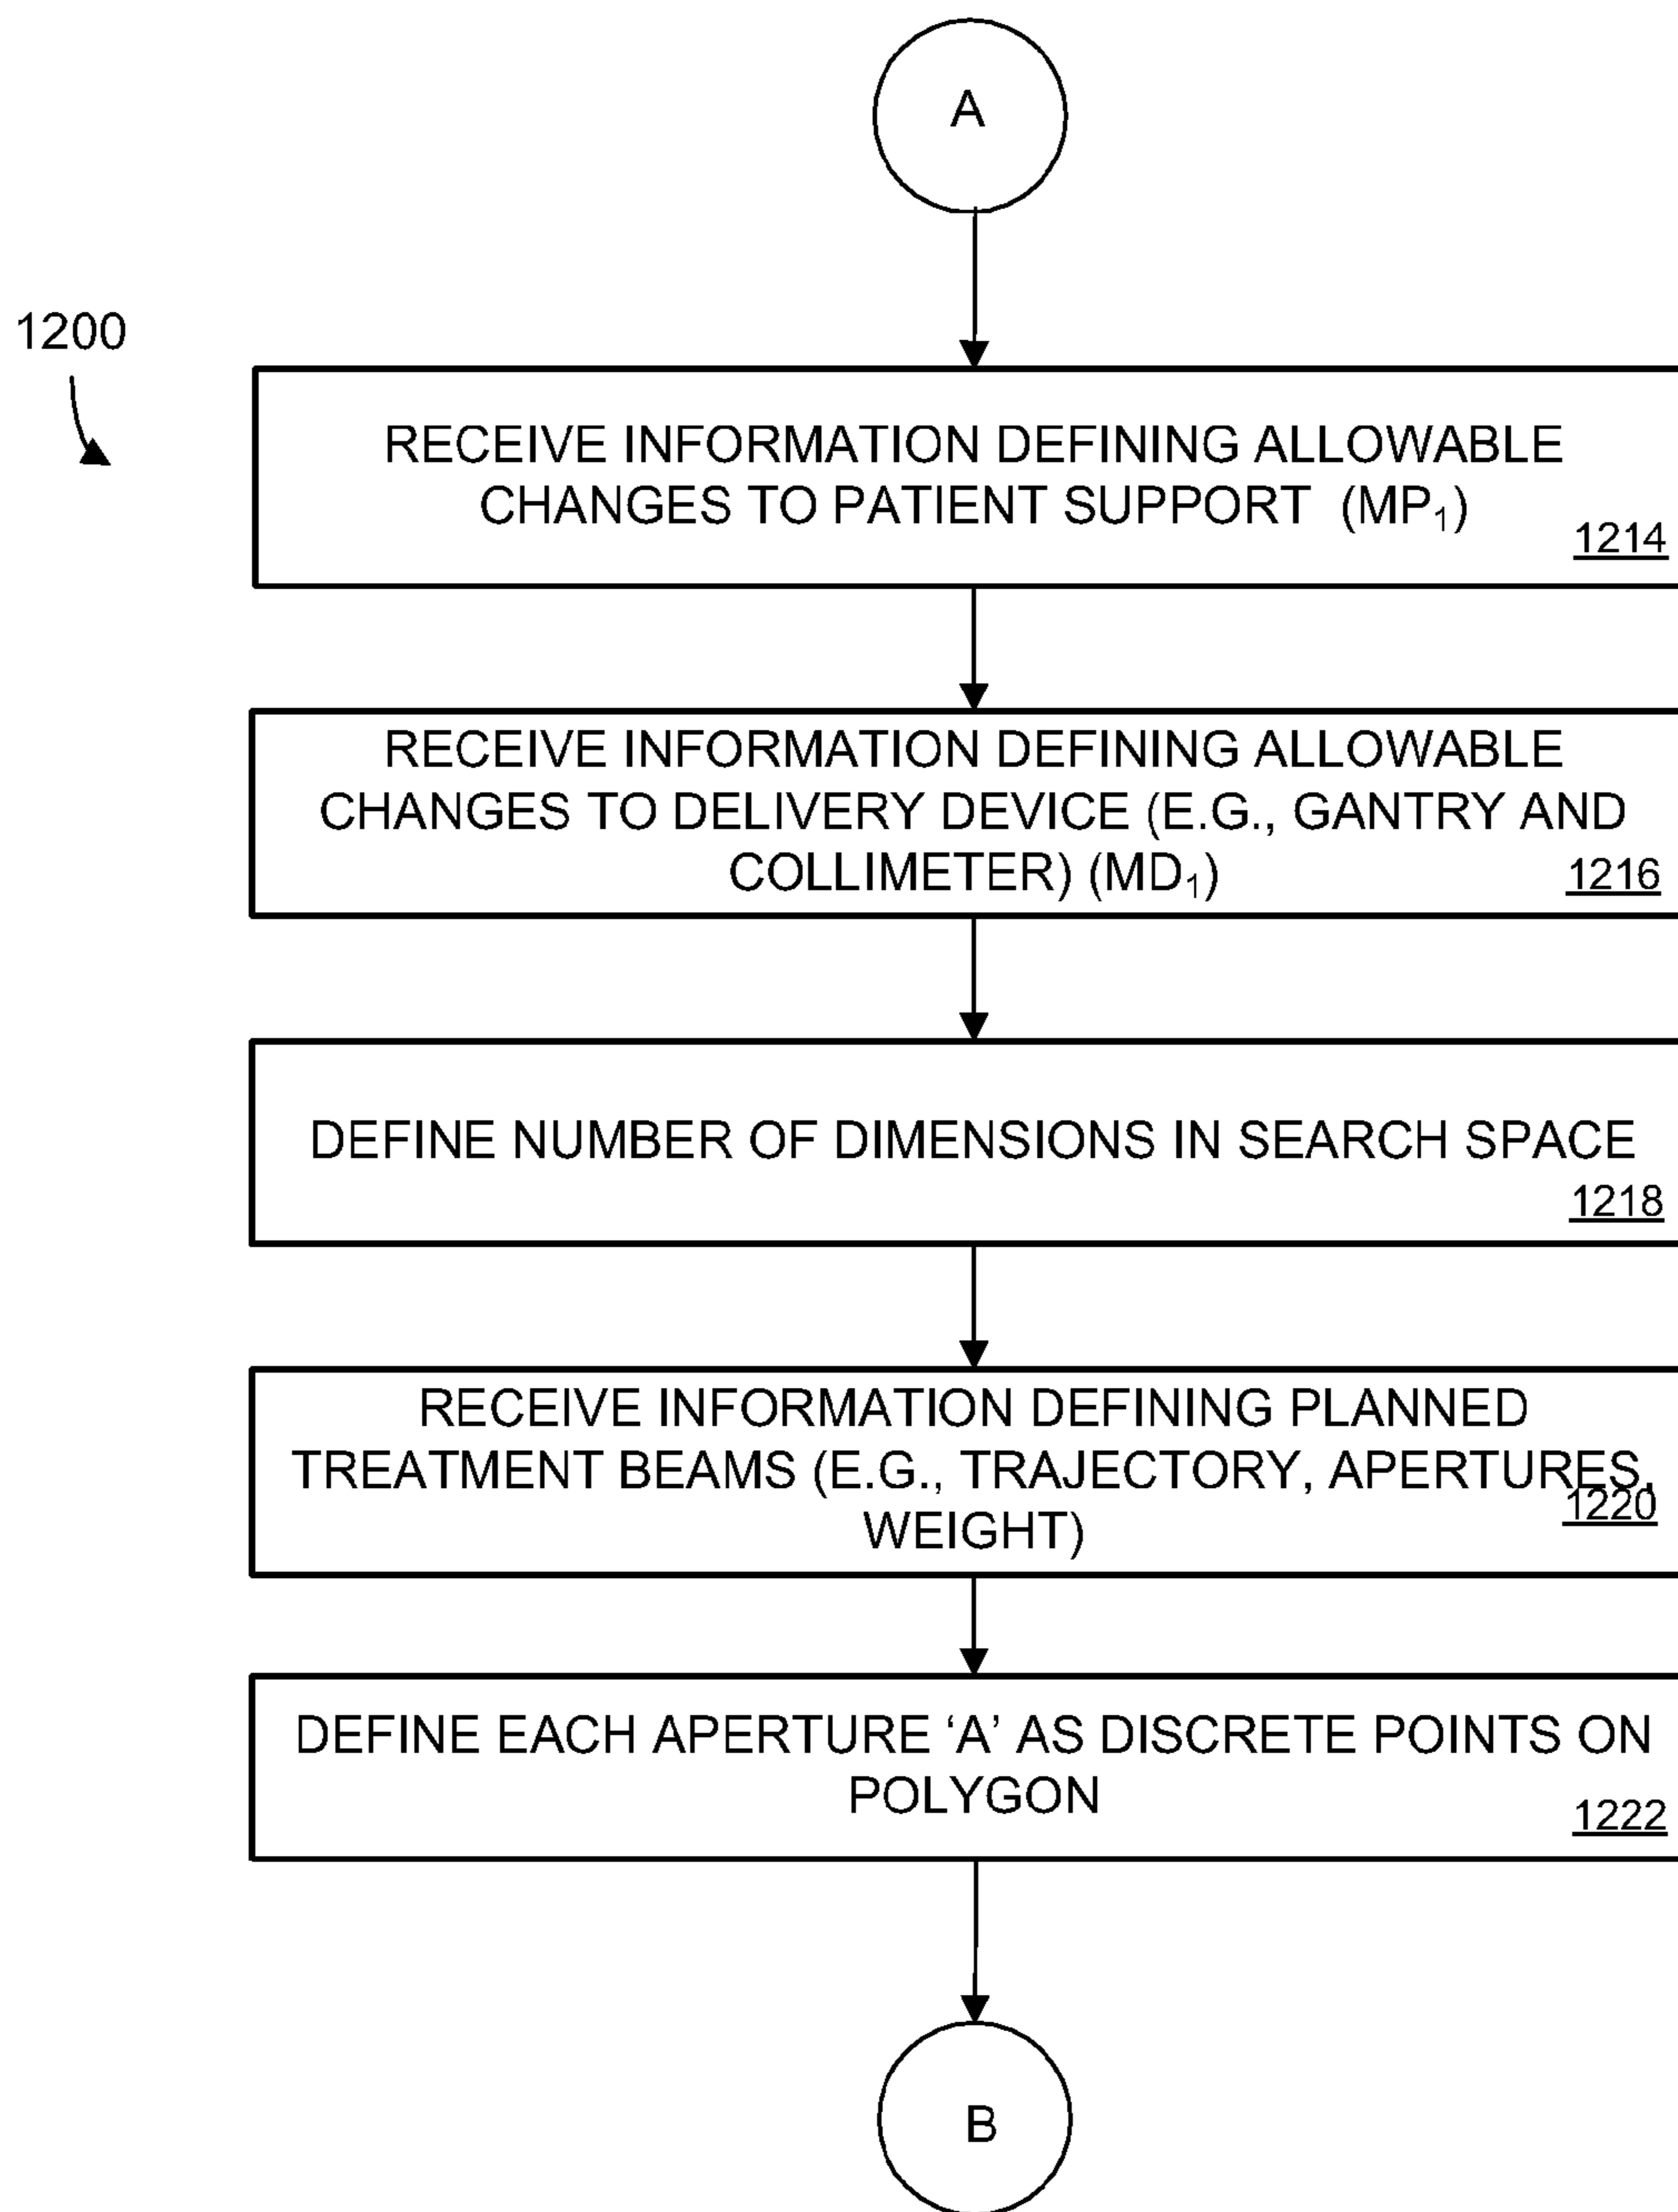 A
1200
RECEIVE INFORMATION DEFINING ALLOWABLE
CHANGES TO PATIENT SUPPORT (MP₁)
1214
RECEIVE INFORMATION DEFINING ALLOWABLE
CHANGES TO DELIVERY DEVICE (E.G., GANTRY AND
COLLIMETER) (MD₁)
1216
DEFINE NUMBER OF DIMENSIONS IN SEARCH SPACE
1218
RECEIVE INFORMATION DEFINING PLANNED
TREATMENT BEAMS (E.G., TRAJECTORY, APERTURES,
WEIGHT)
1220
DEFINE EACH APERTURE ‘A’ AS DISCRETE POINTS ON
POLYGON
1222
B